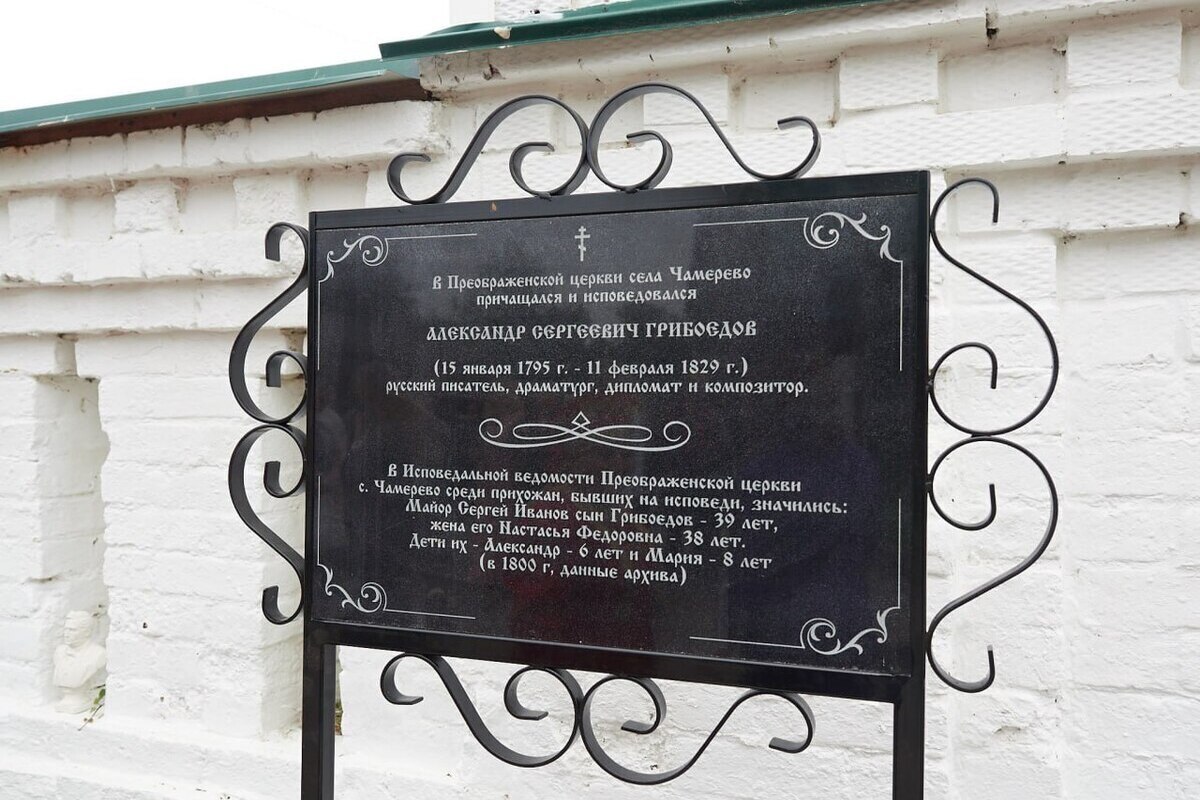 В Преображенской церкви села Чамерево
причащался и исповедовался
АЛЕКСАНДР СЕРГЕЕВИЧ ГРИБОЕДОВ
(15 января 1795 г. - 11 февраля 1829 г.)
русский писатель, драматург, дипломат и композитор.
В Исповедальной ведомости Преображенской церкви
с. Чамерево среди прихожан, бывших на исповеди, значились:
Майор Сергей Иванов сын Грибоедов - 39 лет,
жена его Настасья Федоровна - 38 лет.
Дети их - Александр - 6 лет и Мария - 8 лет
(в 1800 г, данные архива)